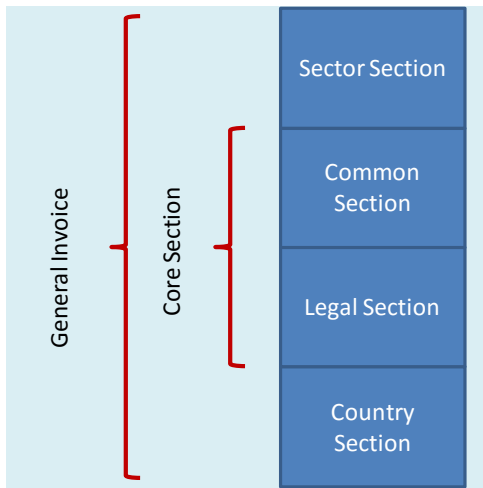 General Invoice
Core Section
Sector Section
Common
Section
Legal Section
Country
Section